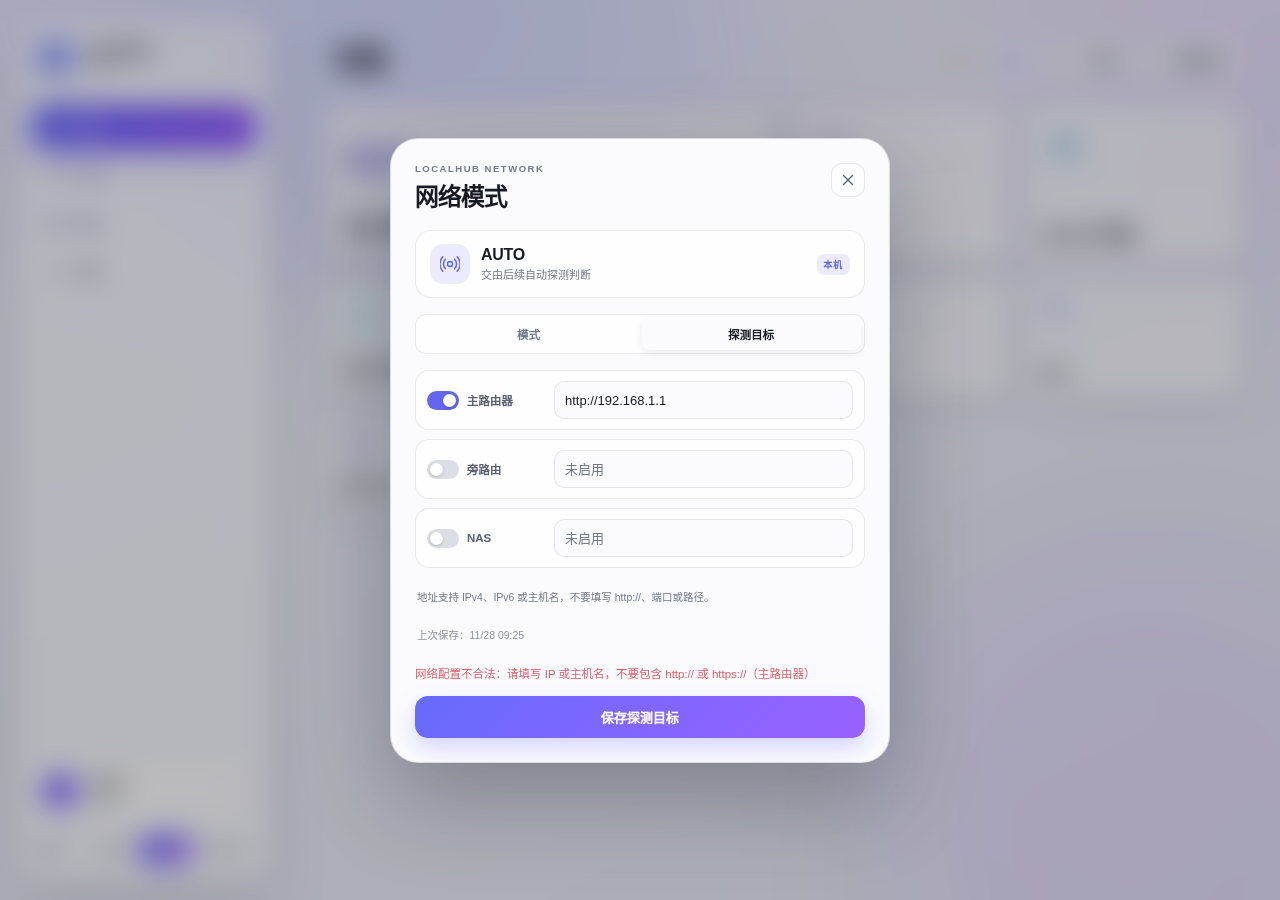 LOCALHUB NETWORK
网络模式
AUTO
交由后续自动探测判断
本机
模式
探测目标
主路由器
http://192.168.1.1
旁路由
未启用
NAS
未启用
地址支持 IPv4、IPv6 或主机名，不要填写 http://、端口或路径。
上次保存：11/28 09:25
网络配置不合法：请填写 IP 或主机名，不要包含 http:// 或 https://（主路由器）
保存探测目标